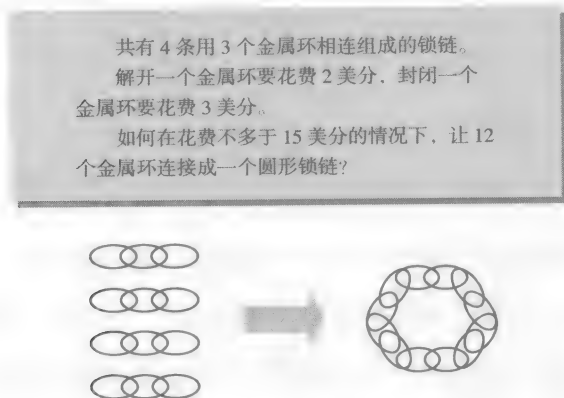 共有 4 条用 3 个金属环相连组成的锁链。
解开一个金属环要花费 2 美分，封闭一个
金属环要花费 3 美分。
如何在花费不多于 15 美分的情况下，让 12
个金属环连接成一个圆形锁链?